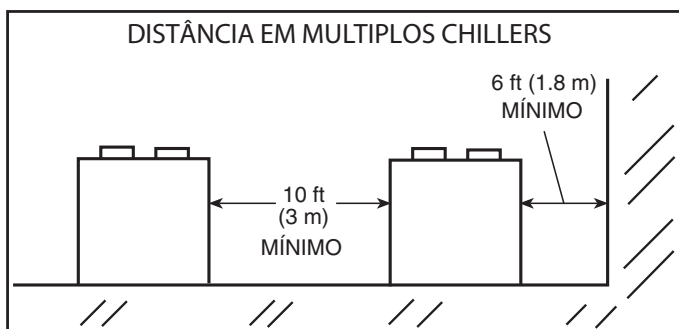 DISTÂNCIA EM MULTIPLOS CHILLERS
6 ft (1.8 m)
MÍNIMO
10 ft
(3 m)
MÍNIMO